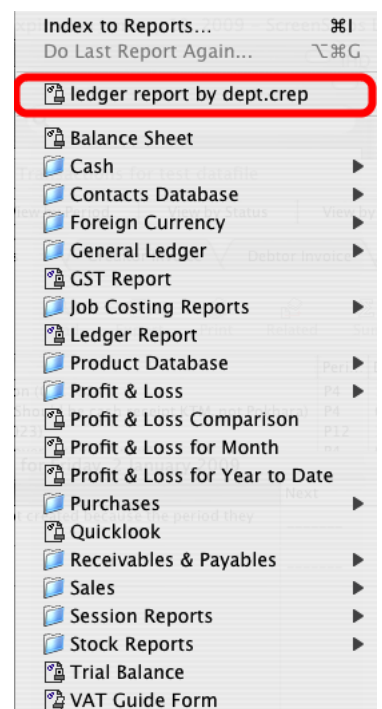 Index to Reports... ⌘I
Do Last Report Again... ⌥⌘G
ledger report by dept.crep
Balance Sheet
Cash
Contacts Database
Foreign Currency
General Ledger
GST Report
Job Costing Reports
Ledger Report
Product Database
Profit & Loss
Profit & Loss Comparison
Profit & Loss for Month
Profit & Loss for Year to Date
Purchases
Quicklook
Receivables & Payables
Sales
Session Reports
Stock Reports
Trial Balance
VAT Guide Form